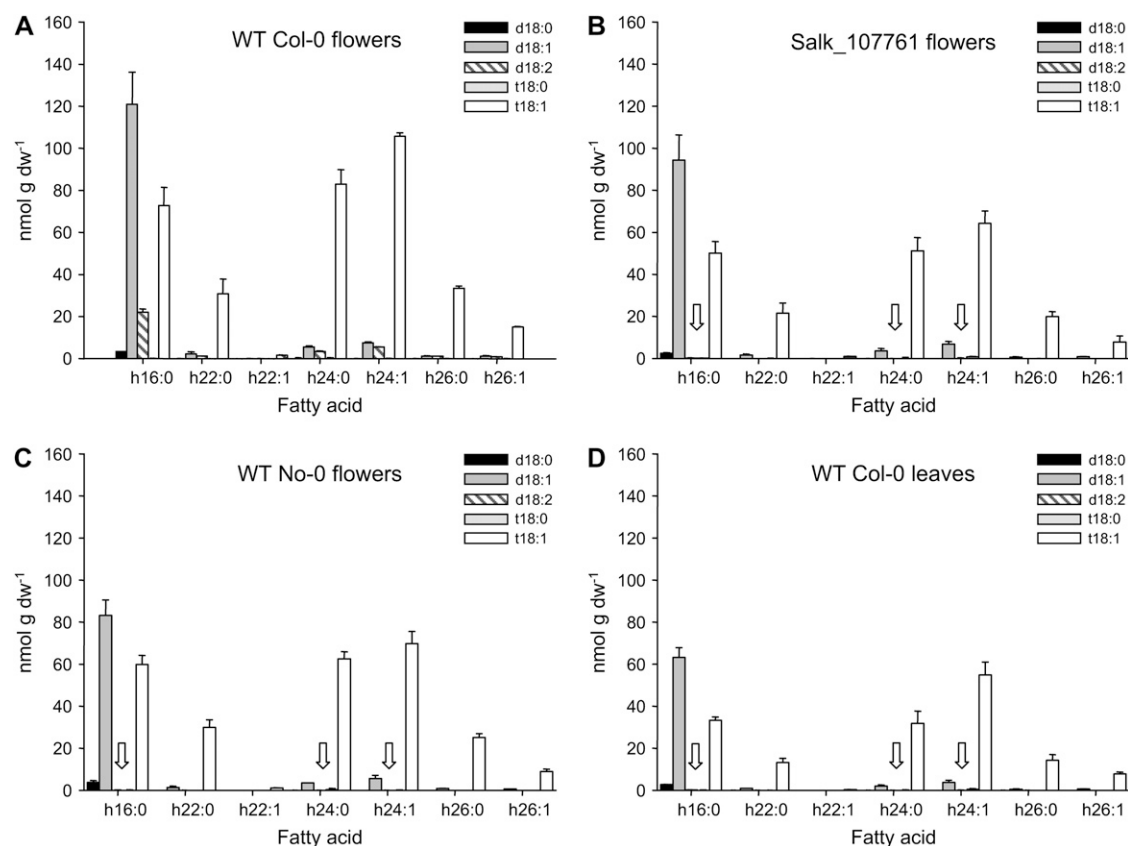 A
WT Col-0 flowers
d18:0
d18:1
d18:2
t18:0
t18:1
nmol g dw-1
160
140
120
100
80
60
40
20
0
h16:0 h22:0 h22:1 h24:0 h24:1 h26:0 h26:1
Fatty acid
B
Salk_107761 flowers
d18:0
d18:1
d18:2
t18:0
t18:1
nmol g dw-1
160
140
120
100
80
60
40
20
0
h16:0 h22:0 h22:1 h24:0 h24:1 h26:0 h26:1
Fatty acid
C
WT No-0 flowers
d18:0
d18:1
d18:2
t18:0
t18:1
nmol g dw-1
160
140
120
100
80
60
40
20
0
h16:0 h22:0 h22:1 h24:0 h24:1 h26:0 h26:1
Fatty acid
D
WT Col-0 leaves
d18:0
d18:1
d18:2
t18:0
t18:1
nmol g dw-1
160
140
120
100
80
60
40
20
0
h16:0 h22:0 h22:1 h24:0 h24:1 h26:0 h26:1
Fatty acid